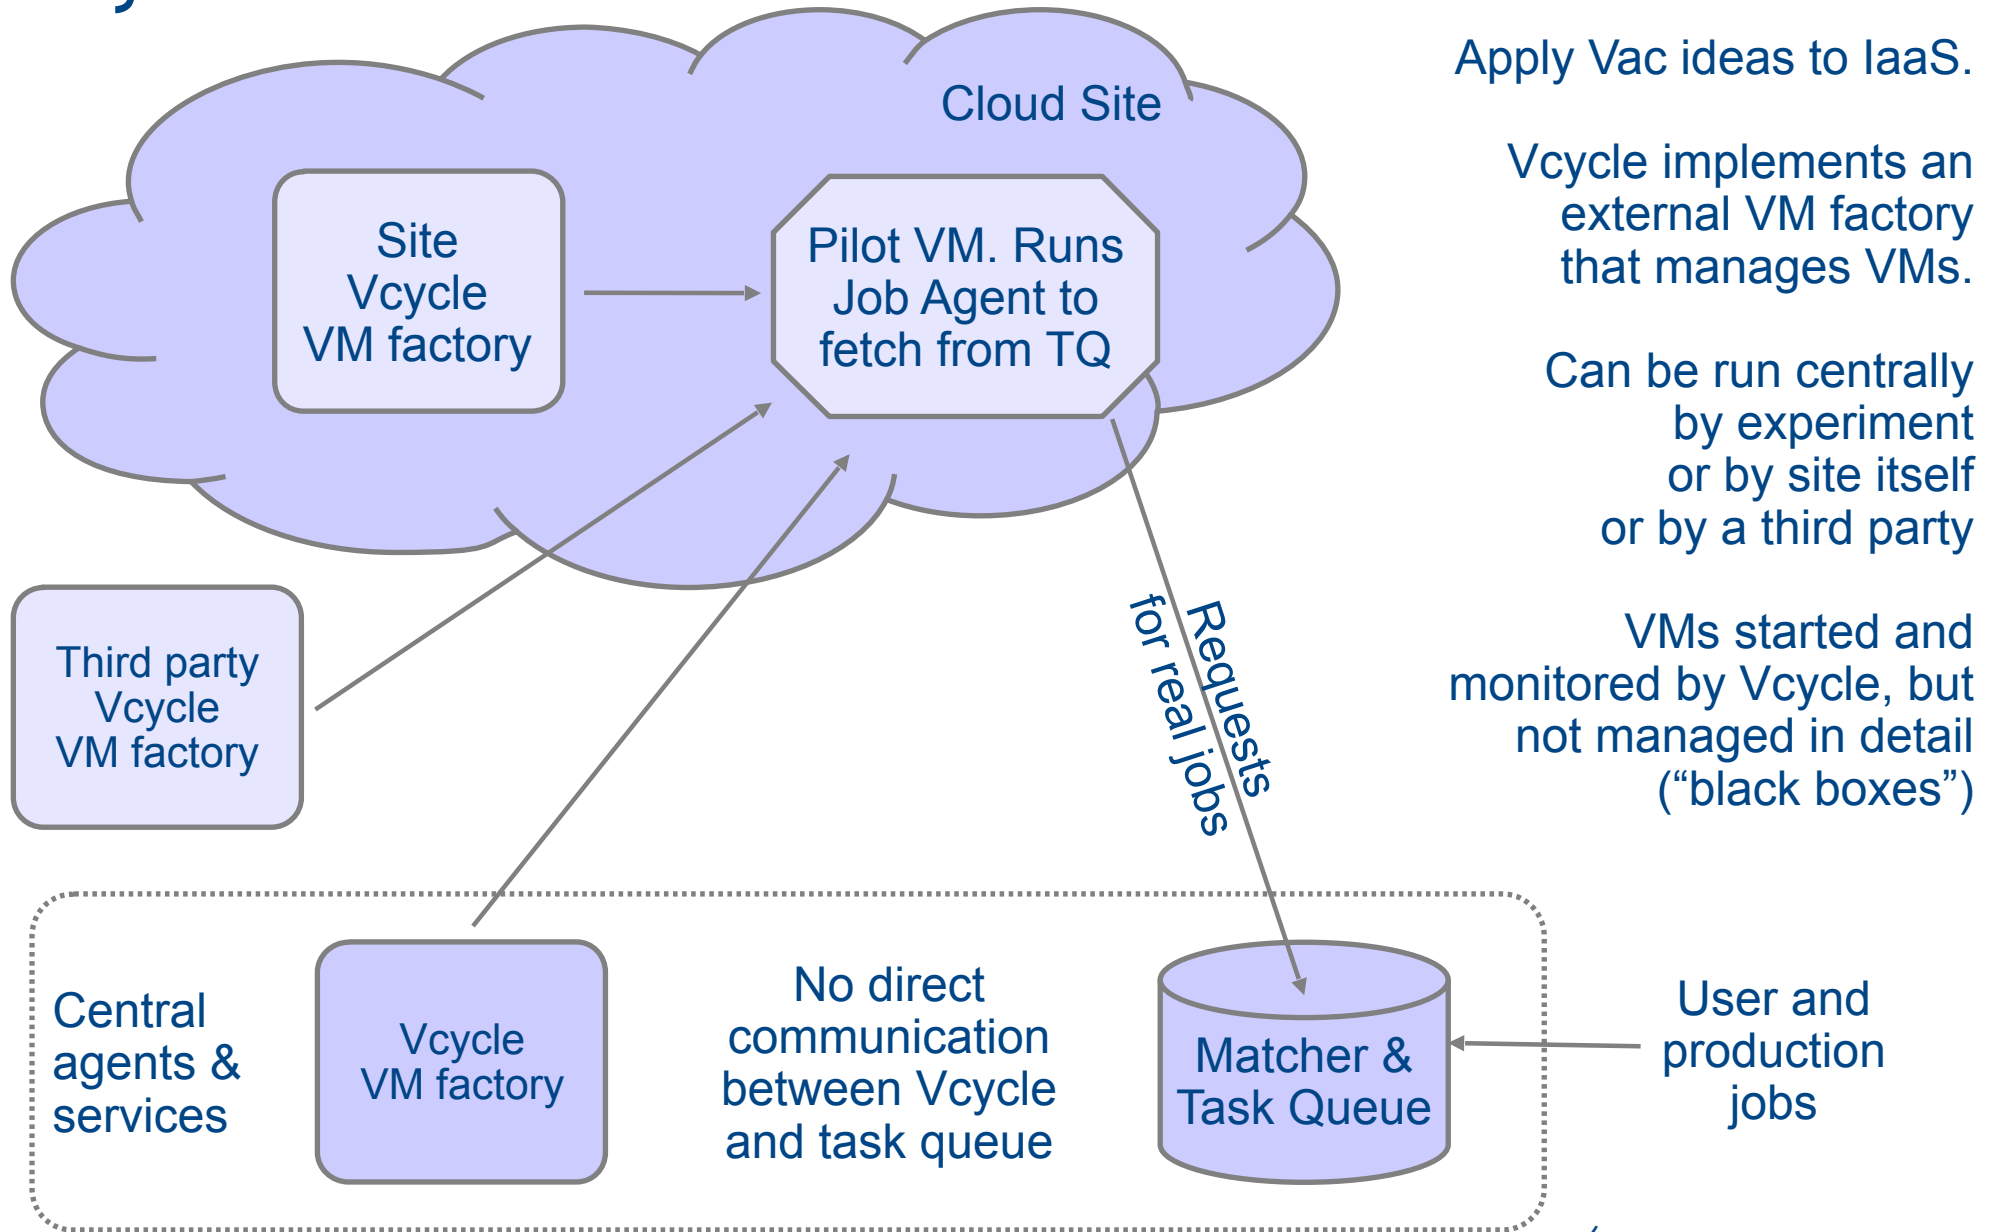 Cloud Site
Apply Vac ideas to IaaS.
Vcycle implements an
external VM factory
that manages VMs.
Can be run centrally
by experiment
or by site itself
or by a third party
VMs started and
monitored by Vcycle, but
not managed in detail
(“black boxes”)
Site
Vcycle
VM factory
Pilot VM. Runs
Job Agent to
fetch from TQ
Third party
Vcycle
VM factory
Requests
for real jobs
Central
agents &
services
Vcycle
VM factory
No direct
communication
between Vcycle
and task queue
Matcher &
Task Queue
User and
production
jobs